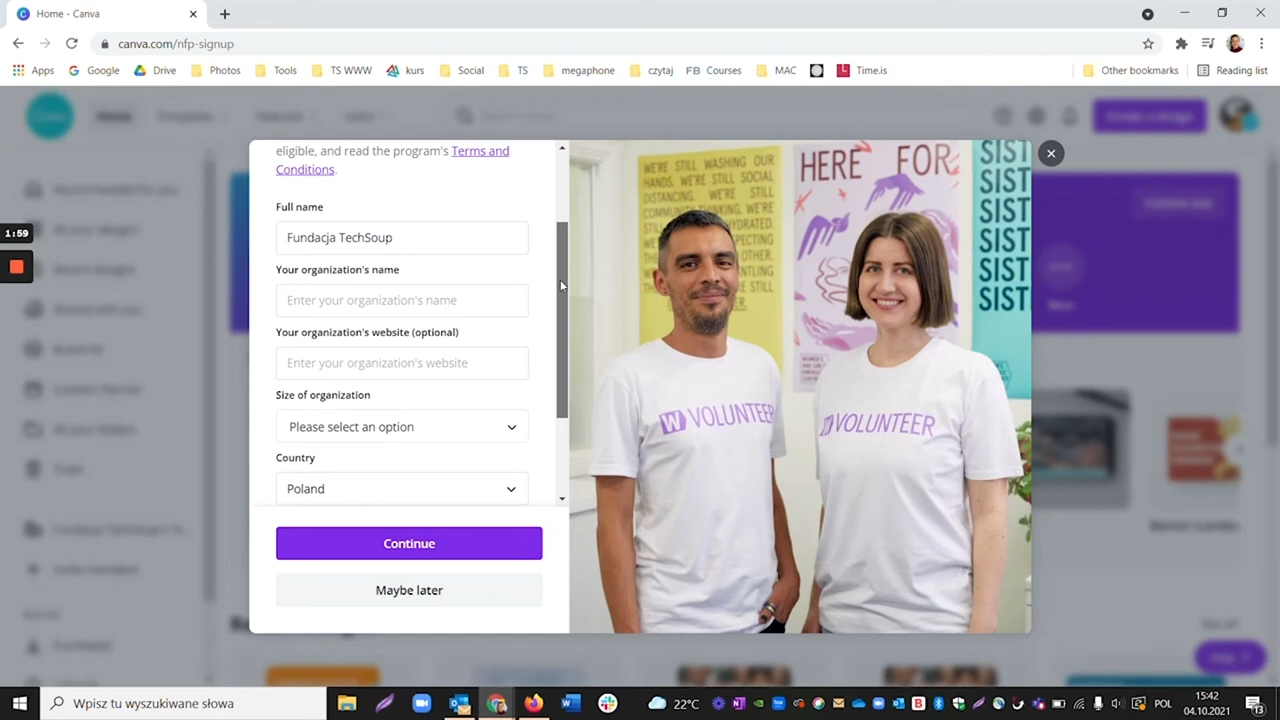 Home - Canva
canva.com/nfp-signup
Apps
Google
Drive
Photos
Tools
TS WWW
kurs
Social
TS
megaphone
czytaj
FB Courses
MAC
Time.is
Other bookmarks
Reading list
Home
Create a design
eligible, and read the program's Terms and
Conditions.
Full name
Fundacja TechSoup
Your organization's name
Enter your organization's name
Your organization's website (optional)
Enter your organization's website
Size of organization
Please select an option
Country
Poland
Continue
Maybe later
1:59
WE'RE STILL WASHING OUR
HANDS. WE'RE STILL SOCIAL
DISTANCING. WE'RE STILL
HERE FOR
SIST
SIST
SIST
SIST
SIST
SIST
W VOLUNTEER
VOLUNTEER
Wpisz tu wyszukiwane słowa
22°C
POL
15:42
04.10.2021
13